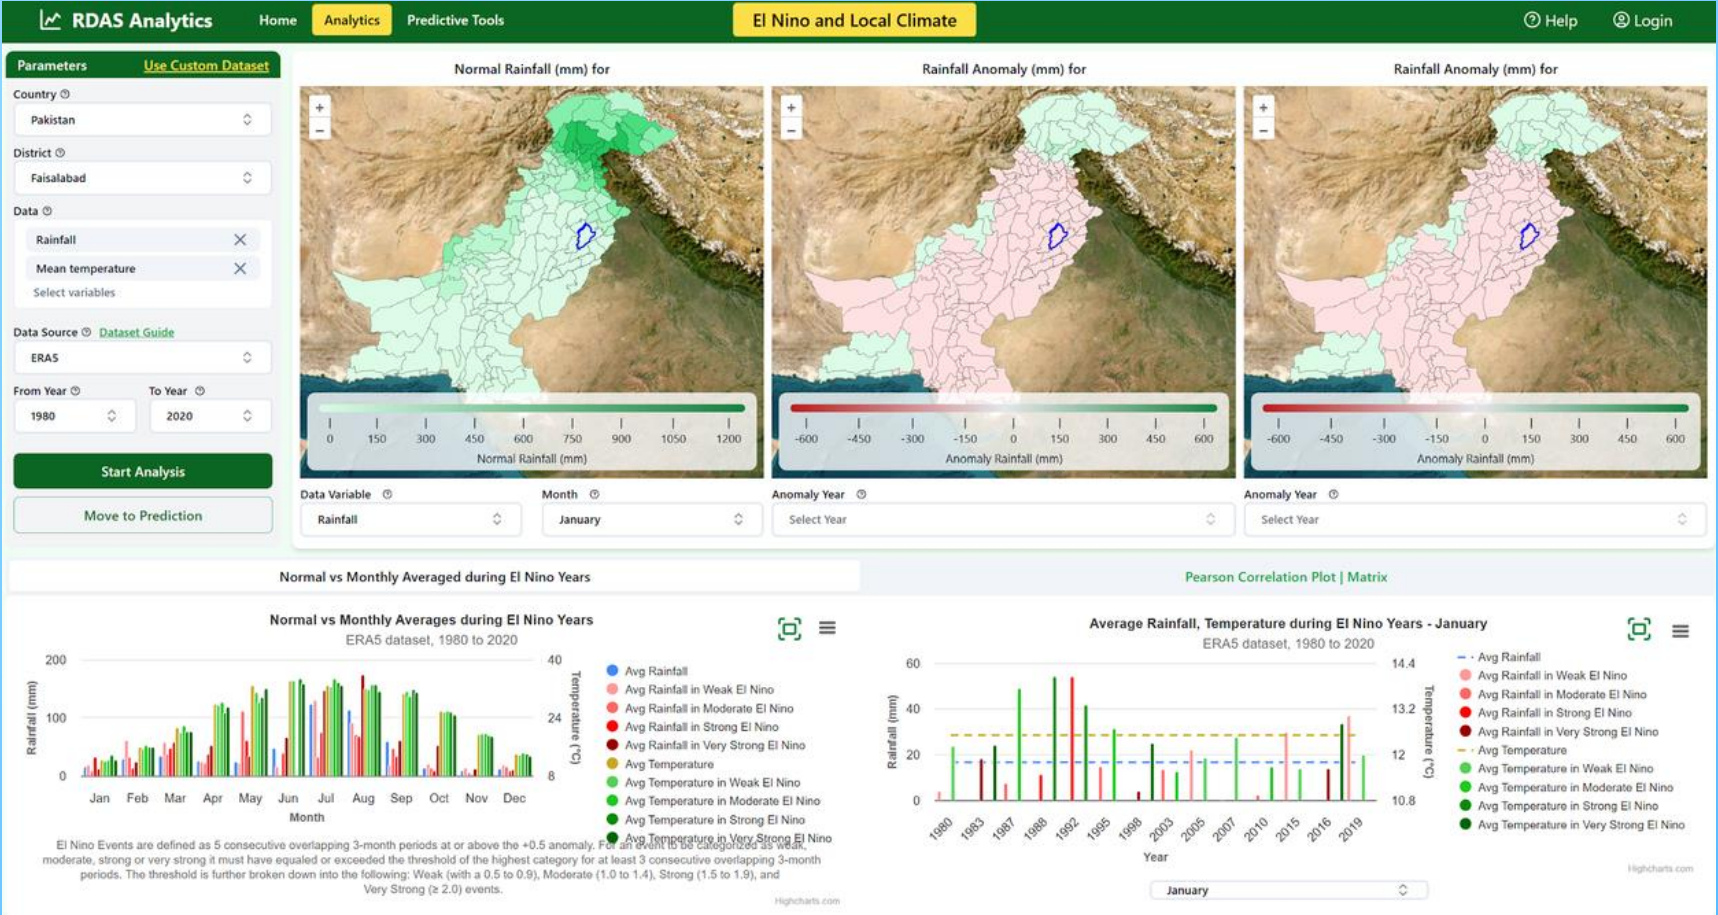 RDAS Analytics
Home
Analytics
Predictive Tools
El Nino and Local Climate
Help
Login
Parameters
Use Custom Dataset
Country
Pakistan
District
Faisalabad
Data
Rainfall
Mean temperature
Select variables
Data Source
Dataset Guide
ERA5
From Year
To Year
1980
2020
Start Analysis
Move to Prediction
Normal Rainfall (mm) for
+
−
0 150 300 450 600 750 900 1050 1200
Normal Rainfall (mm)
Data Variable
Month
Rainfall
January
Rainfall Anomaly (mm) for
+
−
-600 -450 -300 -150 0 150 300 450 600
Anomaly Rainfall (mm)
Anomaly Year
Select Year
Rainfall Anomaly (mm) for
+
−
-600 -450 -300 -150 0 150 300 450 600
Anomaly Rainfall (mm)
Anomaly Year
Select Year
Normal vs Monthly Averaged during El Nino Years
Pearson Correlation Plot | Matrix
Normal vs Monthly Averages during El Nino Years
ERA5 dataset, 1980 to 2020
200
100
0
Rainfall (mm)
40
24
8
Temperature (°C)
Jan Feb Mar Apr May Jun Jul Aug Sep Oct Nov Dec
Month
Avg Rainfall
Avg Rainfall in Weak El Nino
Avg Rainfall in Moderate El Nino
Avg Rainfall in Strong El Nino
Avg Rainfall in Very Strong El Nino
Avg Temperature
Avg Temperature in Weak El Nino
Avg Temperature in Moderate El Nino
Avg Temperature in Strong El Nino
Avg Temperature in Very Strong El Nino
El Nino Events are defined as 5 consecutive overlapping 3-month periods at or above the +0.5 anomaly. For an event to be categorized as weak,
moderate, strong or very strong it must have equaled or exceeded the threshold of the highest category for at least 3 consecutive overlapping 3-month
periods. The threshold is further broken down into the following: Weak (with a 0.5 to 0.9), Moderate (1.0 to 1.4), Strong (1.5 to 1.9), and
Very Strong (≥ 2.0) events.
Highcharts.com
Average Rainfall, Temperature during El Nino Years - January
ERA5 dataset, 1980 to 2020
60
40
20
0
Rainfall (mm)
14.4
13.2
12
10.8
Temperature (°C)
1980 1983 1987 1988 1992 1995 1998 2003 2005 2007 2010 2015 2016 2019
Year
Avg Rainfall
Avg Rainfall in Weak El Nino
Avg Rainfall in Moderate El Nino
Avg Rainfall in Strong El Nino
Avg Rainfall in Very Strong El Nino
Avg Temperature
Avg Temperature in Weak El Nino
Avg Temperature in Moderate El Nino
Avg Temperature in Strong El Nino
Avg Temperature in Very Strong El Nino
Highcharts.com
January